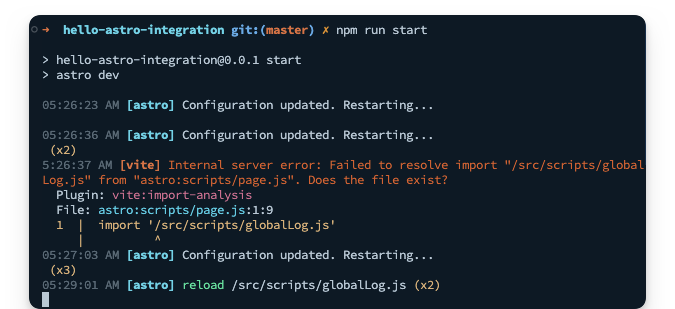 ➜ hello-astro-integration git:(master) ✗ npm run start
> hello-astro-integration@0.0.1 start
> astro dev
05:26:23 AM [astro] Configuration updated. Restarting...
05:26:36 AM [astro] Configuration updated. Restarting...
(x2)
5:26:37 AM [vite] Internal server error: Failed to resolve import "/src/scripts/global
Log.js" from "astro:scripts/page.js". Does the file exist?
Plugin: vite:import-analysis
File: astro:scripts/page.js:1:9
1 | import '/src/scripts/globalLog.js'
| ^
05:27:03 AM [astro] Configuration updated. Restarting...
(x3)
05:29:01 AM [astro] reload /src/scripts/globalLog.js (x2)